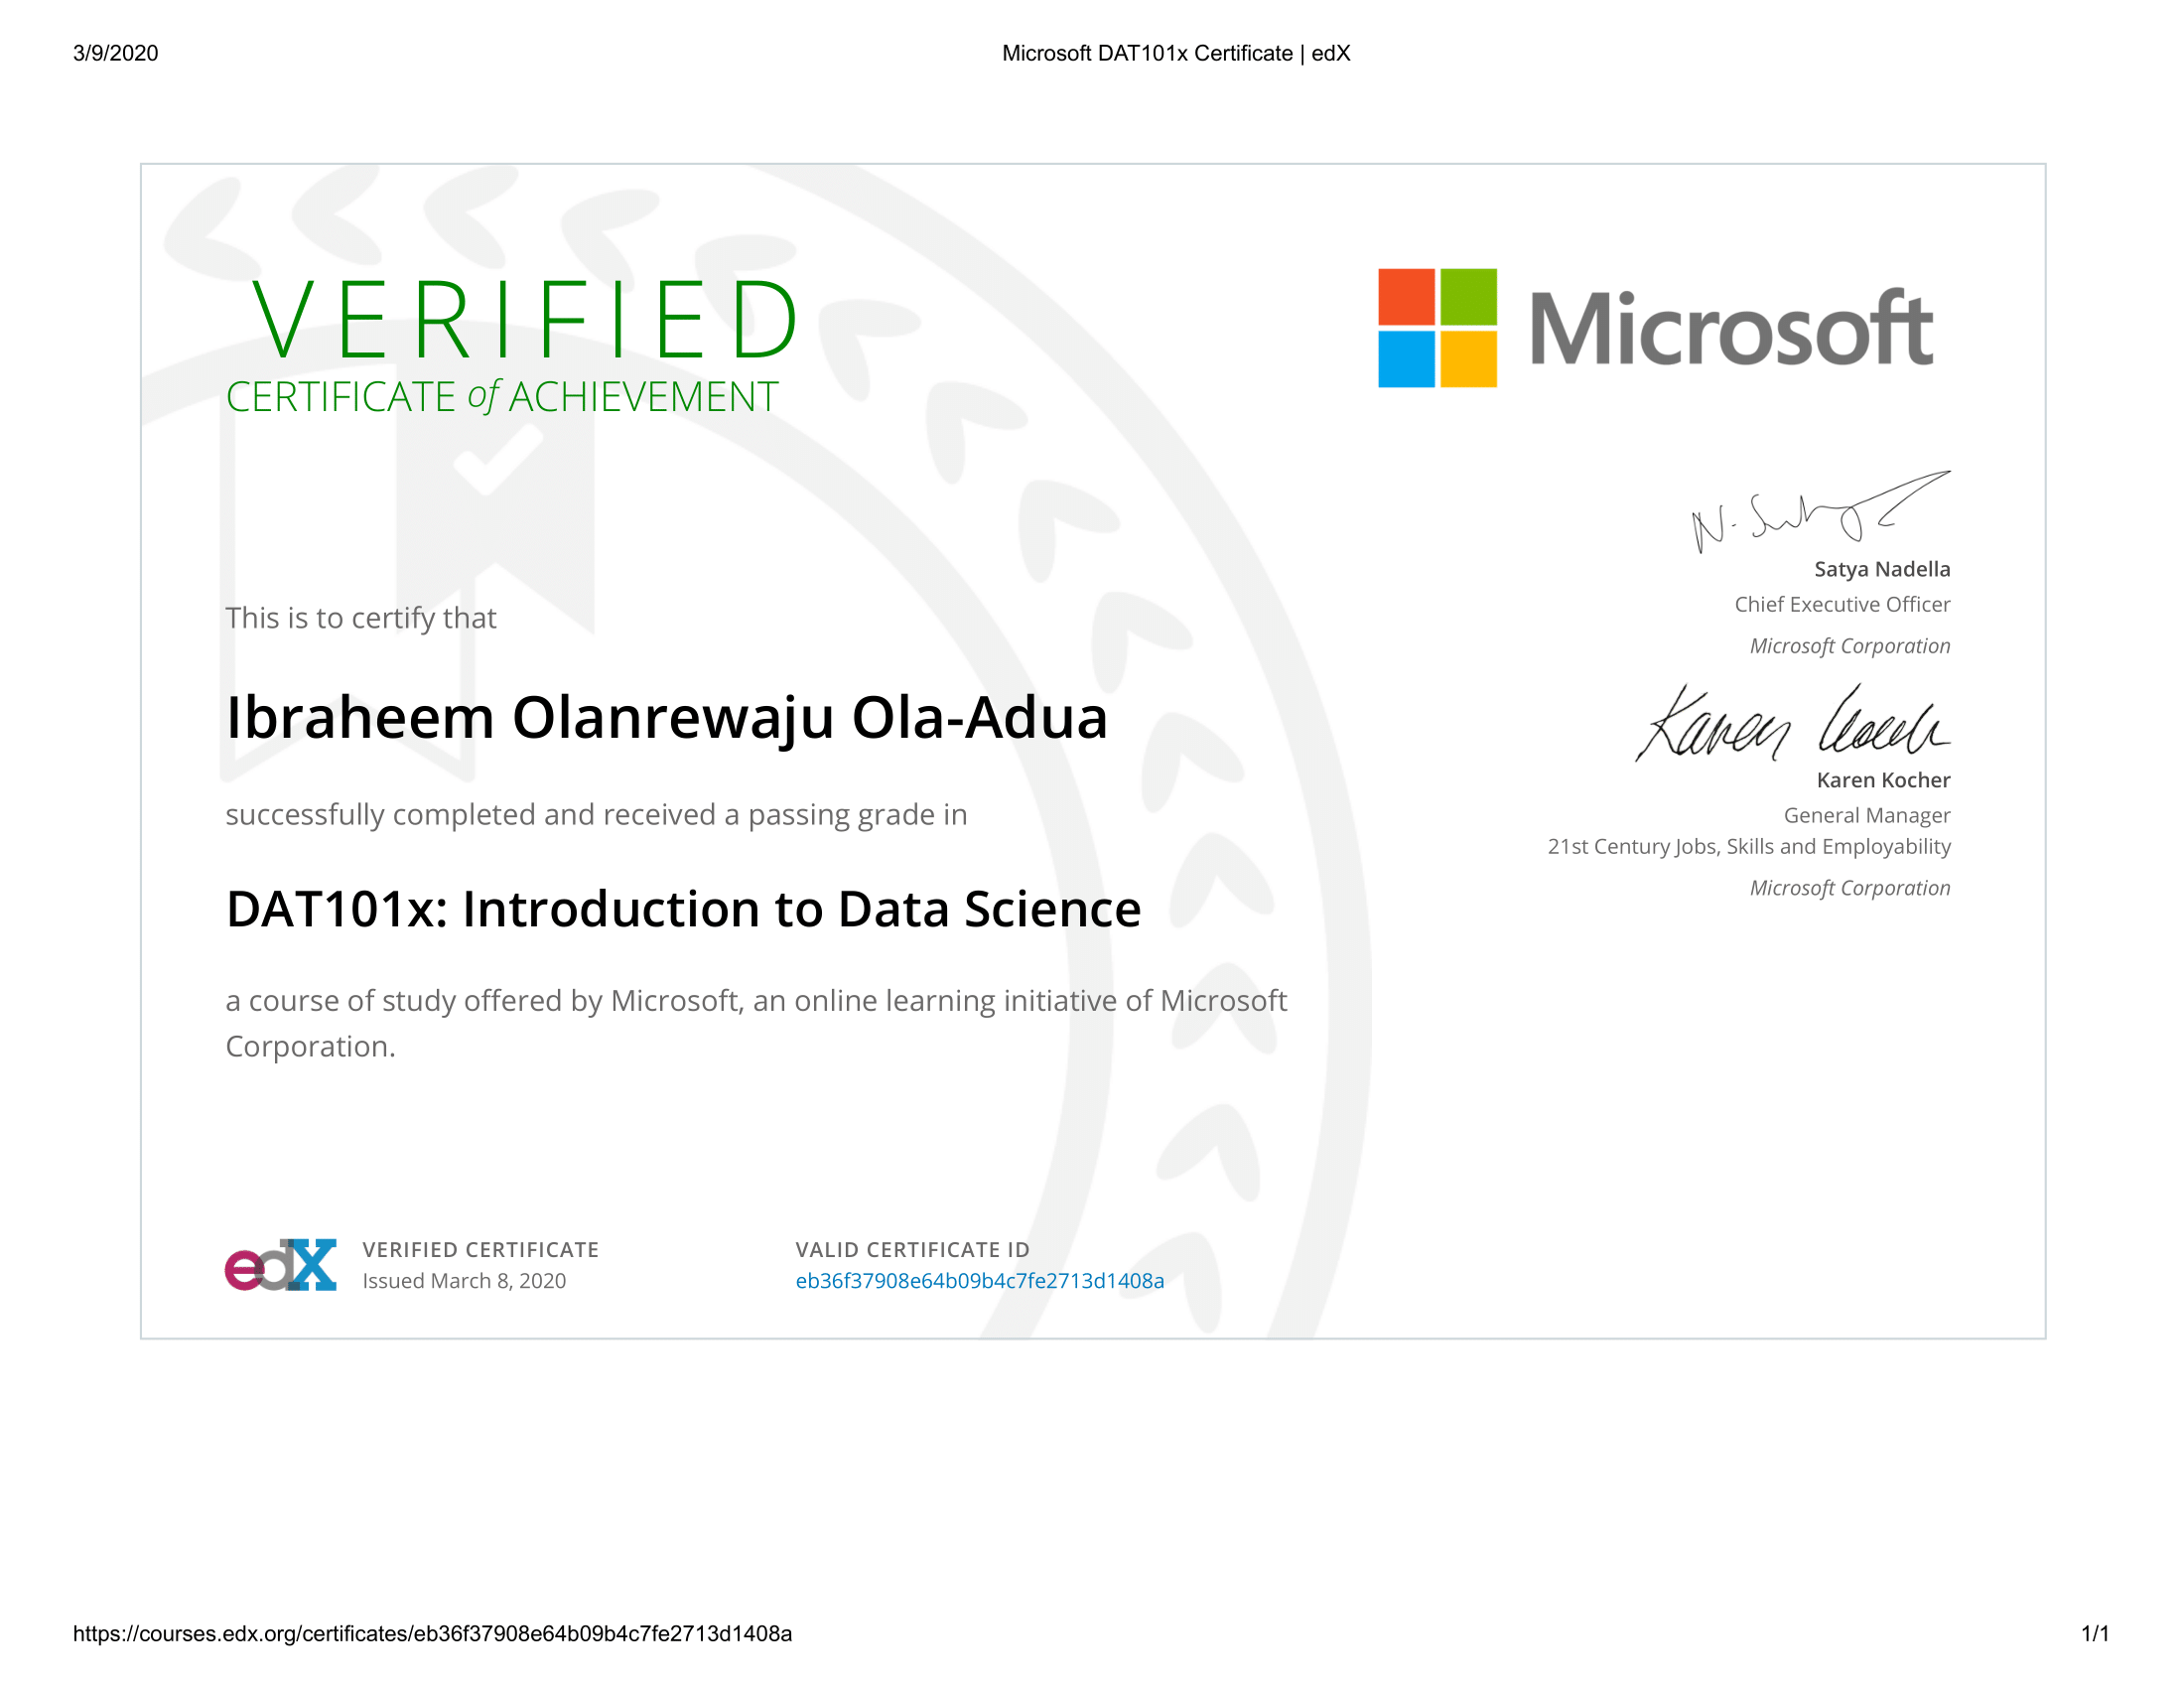 3/9/2020
Microsoft DAT101x Certificate | edX
VERIFIED
CERTIFICATE of ACHIEVEMENT
Microsoft
N. Satya
Satya Nadella
Chief Executive Officer
Microsoft Corporation
This is to certify that
Ibraheem Olanrewaju Ola-Adua
successfully completed and received a passing grade in
DAT101x: Introduction to Data Science
a course of study offered by Microsoft, an online learning initiative of Microsoft
Corporation.
Karen Kocher
Karen Kocher
General Manager
21st Century Jobs, Skills and Employability
Microsoft Corporation
edX
VERIFIED CERTIFICATE
Issued March 8, 2020
VALID CERTIFICATE ID
eb36f37908e64b09b4c7fe2713d1408a
https://courses.edx.org/certificates/eb36f37908e64b09b4c7fe2713d1408a
1/1